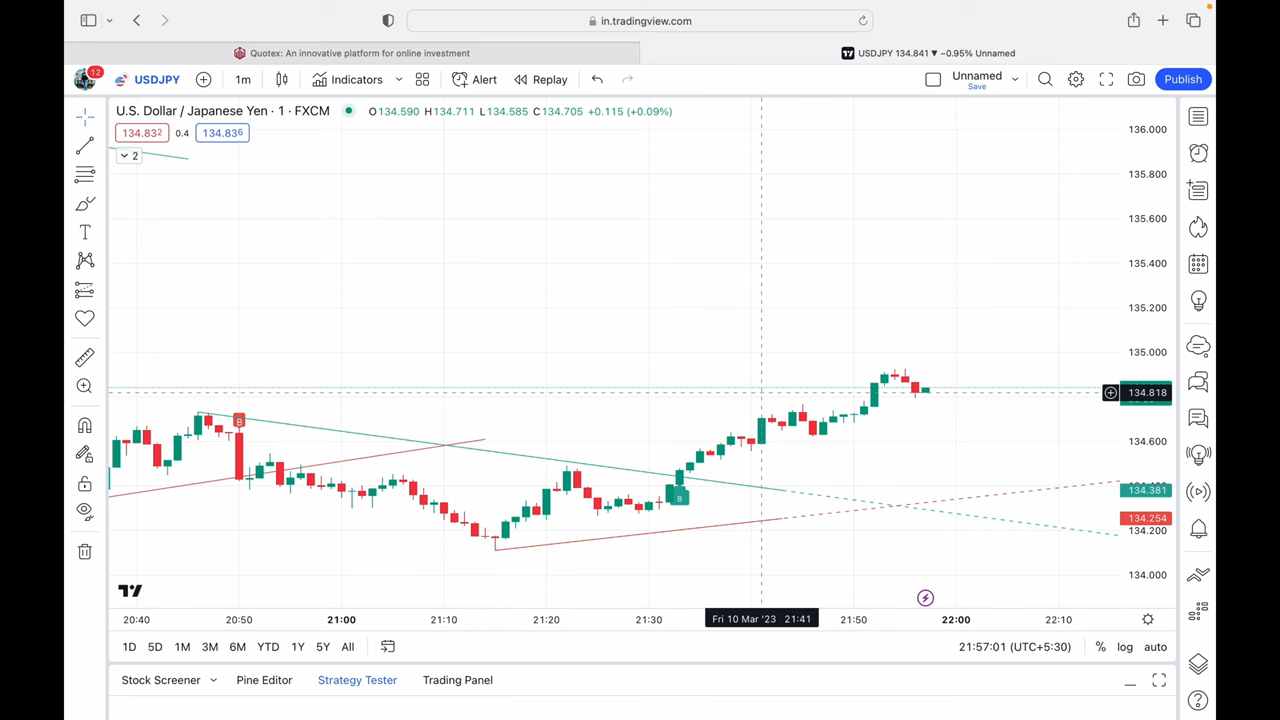 in.tradingview.com
Quotex: An innovative platform for online investment
USDJPY 134.841 ▼ −0.95% Unnamed
12
USDJPY
1m
Indicators
Alert
Replay
Unnamed
Save
Publish
U.S. Dollar / Japanese Yen · 1 · FXCM
O134.590 H134.711 L134.585 C134.705 +0.115 (+0.09%)
134.832 0.4 134.836
2
136.000
135.800
135.600
135.400
135.200
135.000
134.818
134.600
134.381
134.254
134.200
134.000
B
B
20:40 20:50 21:00 21:10 21:20 21:30 Fri 10 Mar '23 21:41 21:50 22:00 22:10
1D 5D 1M 3M 6M YTD 1Y 5Y All
21:57:01 (UTC+5:30) % log auto
Stock Screener Pine Editor Strategy Tester Trading Panel